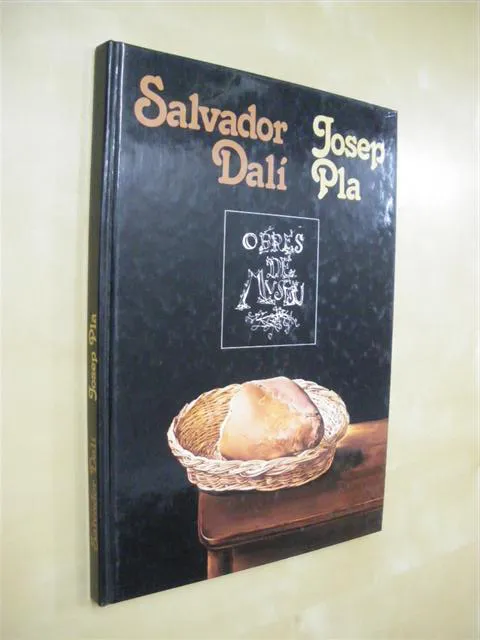 Salvador
Dalí
Josep
Pla
OBRES
DE
MUSEU
Salvador Dalí Josep Pla